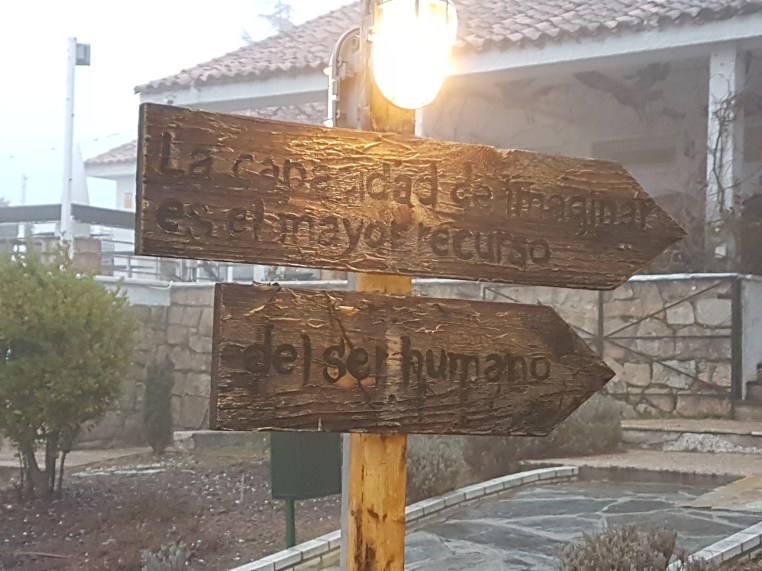 La capacidad de imaginar
es el mayor recurso
del ser humano